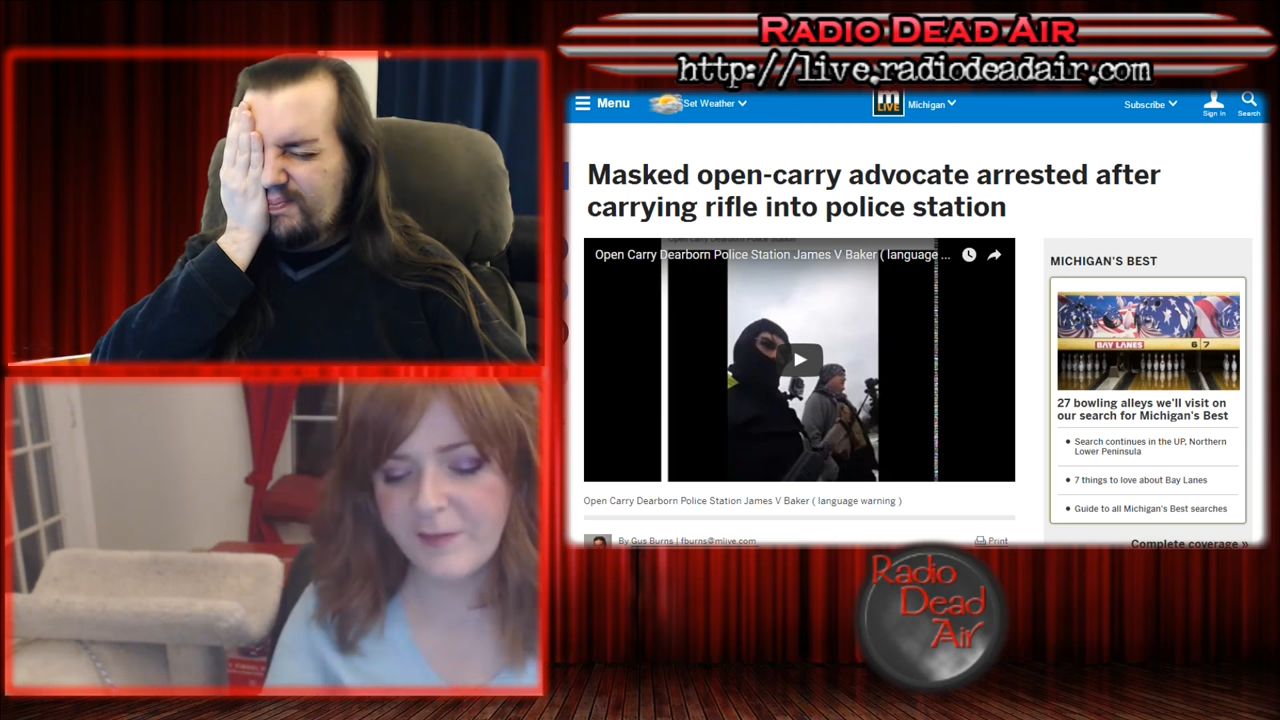 Radio Dead Air
http://live.radiodeadair.com
Menu
Set Weather
M
LIVE
Michigan
Subscribe
Sign in
Search
Masked open-carry advocate arrested after
carrying rifle into police station
Open Carry Dearborn Police Station James V Baker ( language ...
Open Carry Dearborn Police Station James V Baker ( language warning )
By Gus Burns | fburns@mlive.com
Print
MICHIGAN'S BEST
BAY LANES
6 7
27 bowling alleys we'll visit on
our search for Michigan's Best
Search continues in the UP, Northern
Lower Peninsula
7 things to love about Bay Lanes
Guide to all Michigan's Best searches
Complete coverage »
Radio
Dead
Air